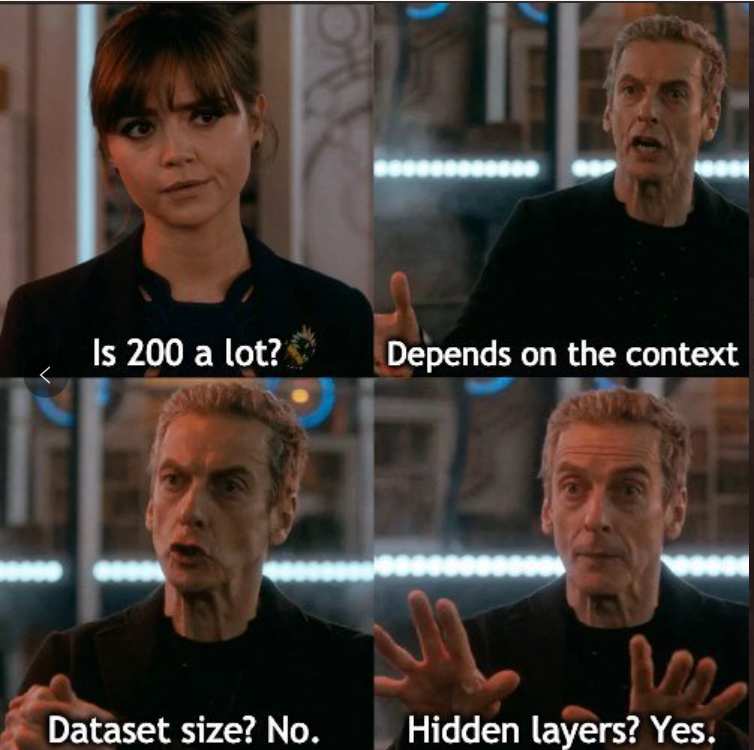 Is 200 a lot?
Depends on the context
Dataset size? No.
Hidden layers? Yes.